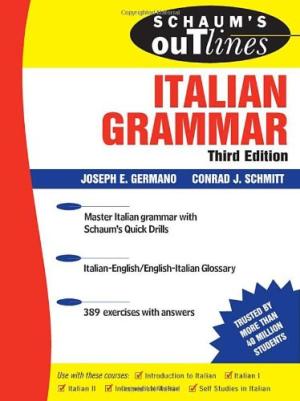 SCHAUM'S
ouTlines
ITALIAN
GRAMMAR
Third Edition
JOSEPH E. GERMANO CONRAD J. SCHMITT
Master Italian grammar with
Schaum's Quick Drills
Italian-English/English-Italian Glossary
389 exercises with answers
TRUSTED BY
MORE THAN
40 MILLION
STUDENTS
Use with these courses: Introduction to Italian Italian I
Italian II Italian Self Studies in Italian